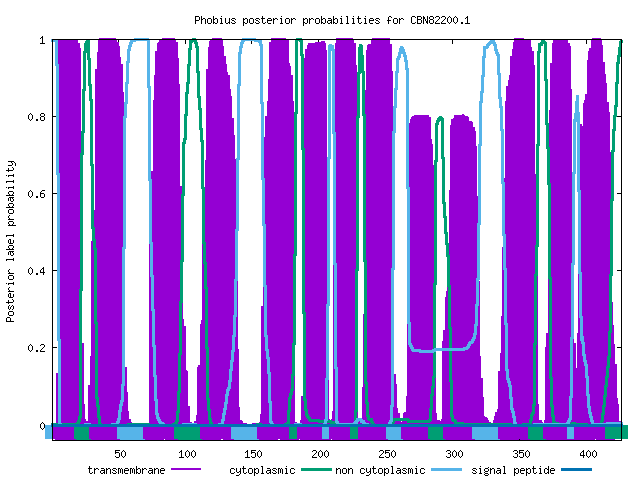 Phobius posterior probabilities for CBN82200.1
Posterior label probability
1
0.8
0.6
0.4
0.2
0
50 100 150 200 250 300 350 400
transmembrane cytoplasmic non cytoplasmic signal peptide